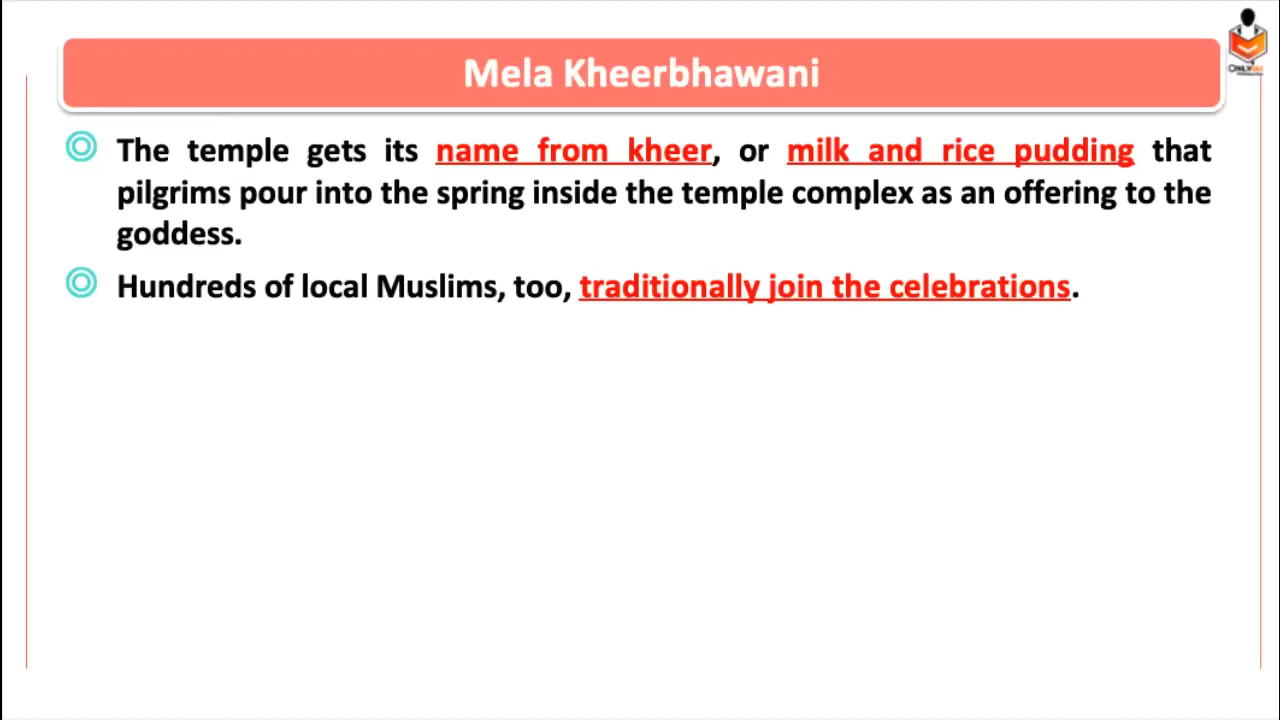 Mela Kheerbhawani
The temple gets its name from kheer, or milk and rice pudding that
pilgrims pour into the spring inside the temple complex as an offering to the
goddess.
Hundreds of local Muslims, too, traditionally join the celebrations.